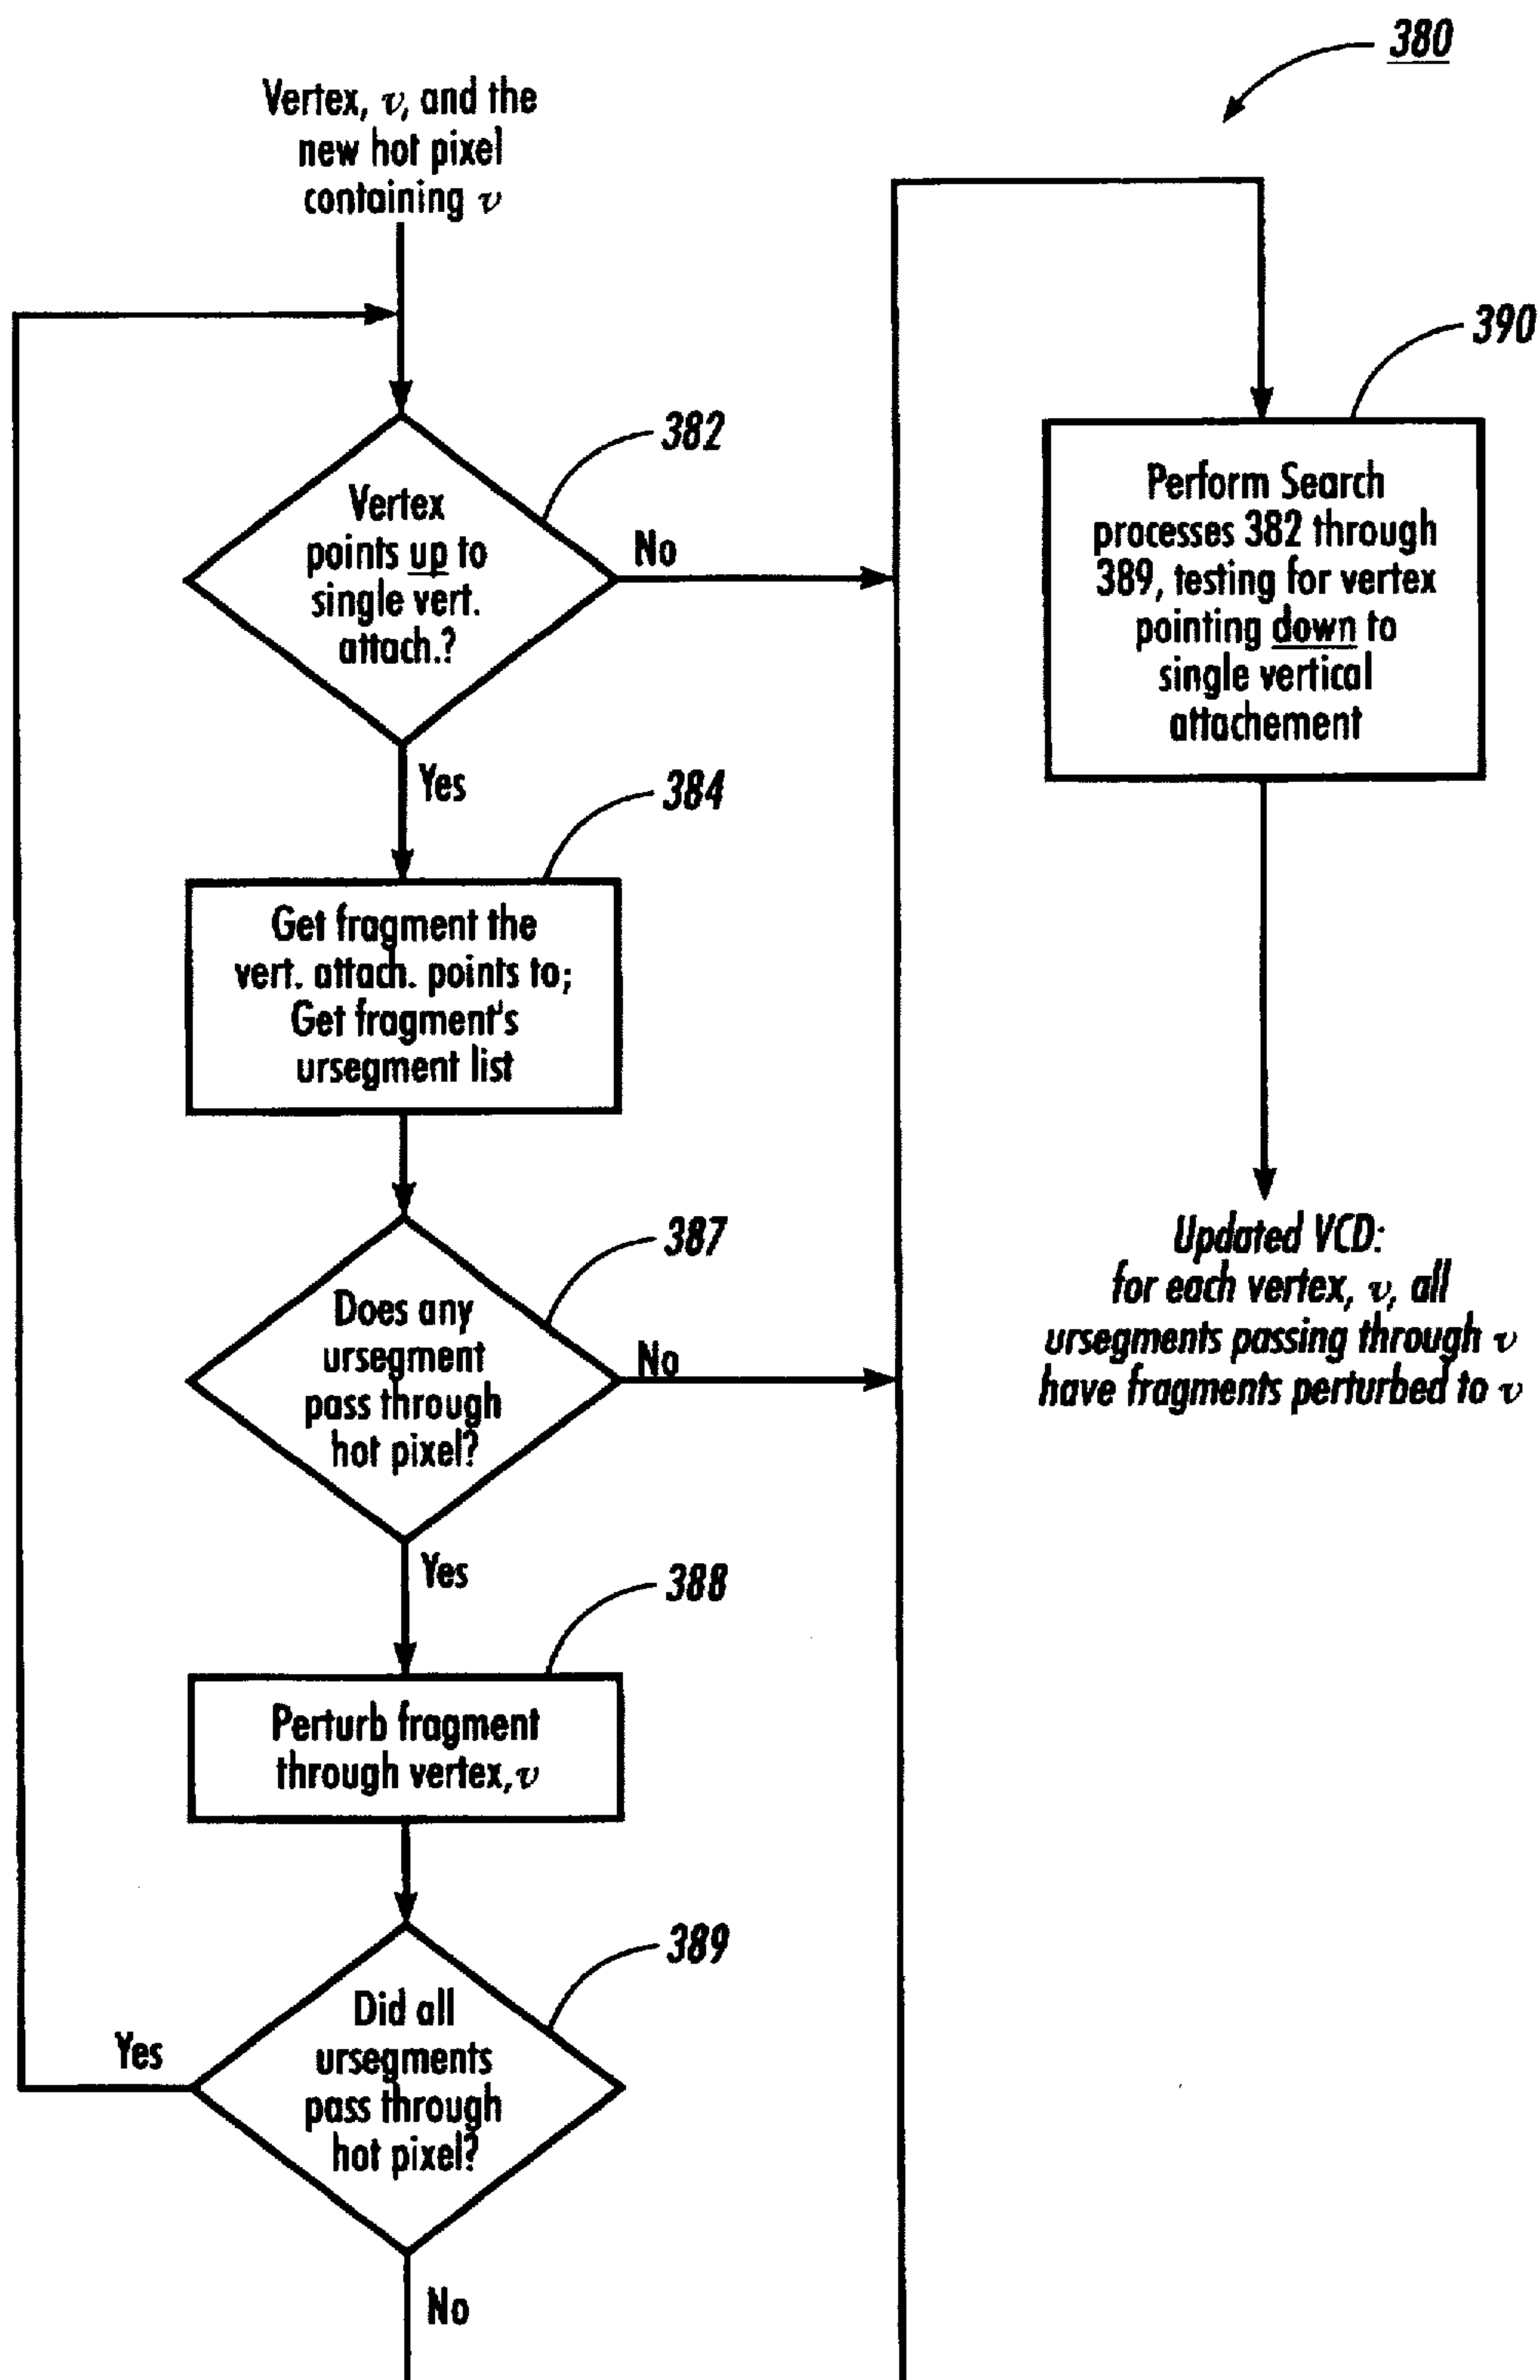 380
Vertex, v, and the
new hot pixel
containing v
382
Vertex
points up to
single vert.
attach.?
No
Yes
384
Get fragment the
vert. attach. points to;
Get fragment's
ursegment list
387
Does any
ursegment
pass through
hot pixel?
No
Yes
388
Perturb fragment
through vertex, v
389
Did all
ursegments
pass through
hot pixel?
Yes
No
390
Perform Search
processes 382 through
389, testing for vertex
pointing down to
single vertical
attachement
Updated VCD:
for each vertex, v, all
ursegments passing through v
have fragments perturbed to v